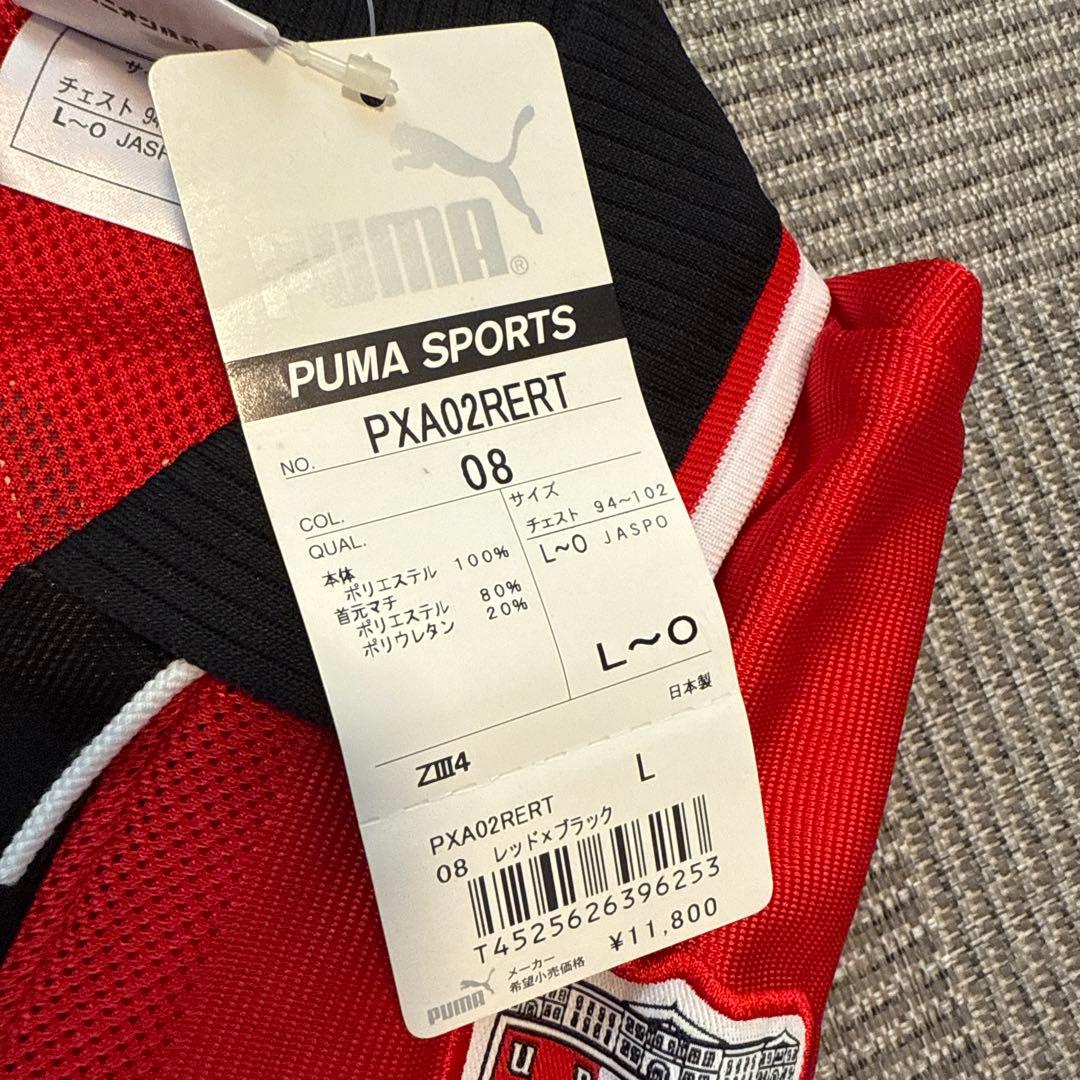 チェスト 94
L～O JASP
PUMA®
PUMA SPORTS
NO. PXA02RERT
COL. 08
QUAL.
本体
ポリエステル 100%
首元マチ
ポリエステル 80%
ポリウレタン 20%
サイズ
チェスト 94～102
L～O JASPO
L～O
日本製
ZⅢ4
L
PXA02RERT
08 レッド×ブラック
T4525626396253
¥11,800
PUMA
メーカー
希望小売価格